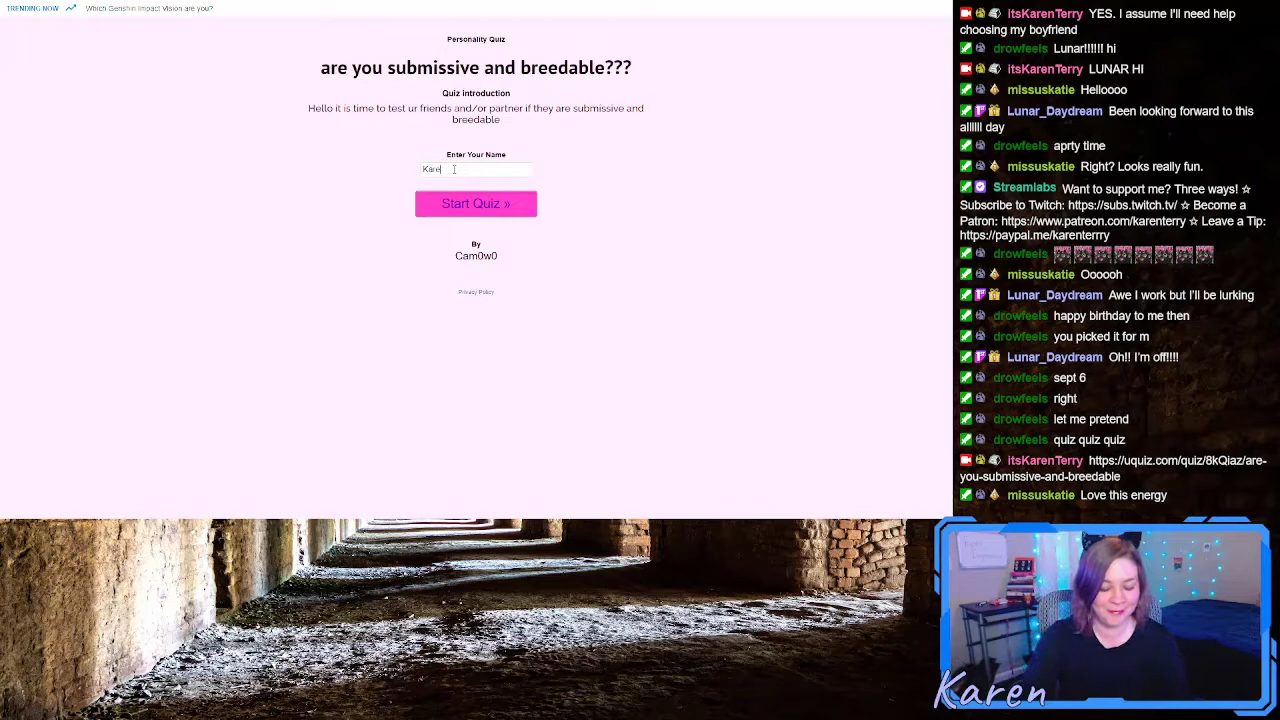 TRENDING NOW Which Genshin Impact Vision are you?
Personality Quiz
are you submissive and breedable???
Quiz introduction
Hello it is time to test ur friends and/or partner if they are submissive and
breedable
Enter Your Name
Kare
Start Quiz »
By
Cam0w0
Privacy Policy
itsKarenTerry YES. I assume I'll need help
choosing my boyfriend
drowfeels Lunar!!!!!! hi
itsKarenTerry LUNAR HI
missuskatie Helloooo
Lunar_Daydream Been looking forward to this
allllll day
drowfeels aprty time
missuskatie Right? Looks really fun.
Streamlabs Want to support me? Three ways! ☆
Subscribe to Twitch: https://subs.twitch.tv/ ☆ Become a
Patron: https://www.patreon.com/karenterry ☆ Leave a Tip:
https://paypal.me/karenterrry
drowfeels
missuskatie Oooooh
Lunar_Daydream Awe I work but I'll be lurking
drowfeels happy birthday to me then
drowfeels you picked it for m
Lunar_Daydream Oh!! I'm off!!!!
drowfeels sept 6
drowfeels right
drowfeels let me pretend
drowfeels quiz quiz quiz
itsKarenTerry https://uquiz.com/quiz/8kQiaz/are-
you-submissive-and-breedable
missuskatie Love this energy
Karen